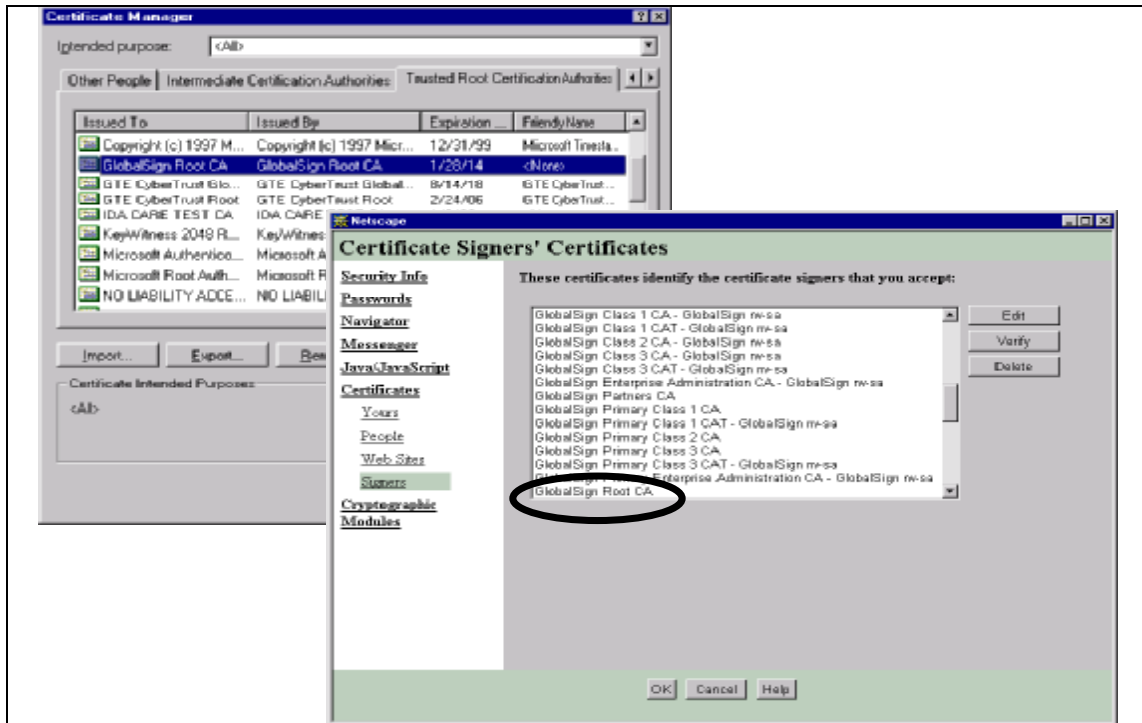 Certificate Manager
Intended purpose: <All>
Other People Intermediate Certification Authorities Trusted Root Certification Authorities
Issued To Issued By Expiration ... Friendly Name
Copyright (c) 1997 M... Copyright (c) 1997 Micr... 12/31/99 Microsoft Timesta...
GlobalSign Root CA GlobalSign Root CA 1/28/14 <None>
GTE CyberTrust Glo... GTE CyberTrust Global... 8/14/18 GTE CyberTrust...
GTE CyberTrust Root GTE CyberTrust Root 2/24/06 GTE CyberTrust...
IDA CARE TEST CA IDA CARE
KeyWitness 2048 R... KeyWitnes
Microsoft Authentica... Microsoft A
Microsoft Root Auth... Microsoft R
NO LIABILITY ACCE... NO LIABILI
Import... Export... Rem
Certificate Intended Purposes
<All>
Netscape
Certificate Signers' Certificates
Security Info
Passwords
Navigator
Messenger
Java/JavaScript
Certificates
Yours
People
Web Sites
Signers
Cryptographic
Modules
These certificates identify the certificate signers that you accept:
GlobalSign Class 1 CA - GlobalSign nv-sa
GlobalSign Class 1 CAT - GlobalSign nv-sa
GlobalSign Class 2 CA - GlobalSign nv-sa
GlobalSign Class 3 CA - GlobalSign nv-sa
GlobalSign Class 3 CAT - GlobalSign nv-sa
GlobalSign Enterprise Administration CA - GlobalSign nv-sa
GlobalSign Partners CA
GlobalSign Primary Class 1 CA
GlobalSign Primary Class 1 CAT - GlobalSign nv-sa
GlobalSign Primary Class 2 CA
GlobalSign Primary Class 3 CA
GlobalSign Primary Class 3 CAT - GlobalSign nv-sa
GlobalSign Primary Enterprise Administration CA - GlobalSign nv-sa
GlobalSign Root CA
Edit
Verify
Delete
OK Cancel Help